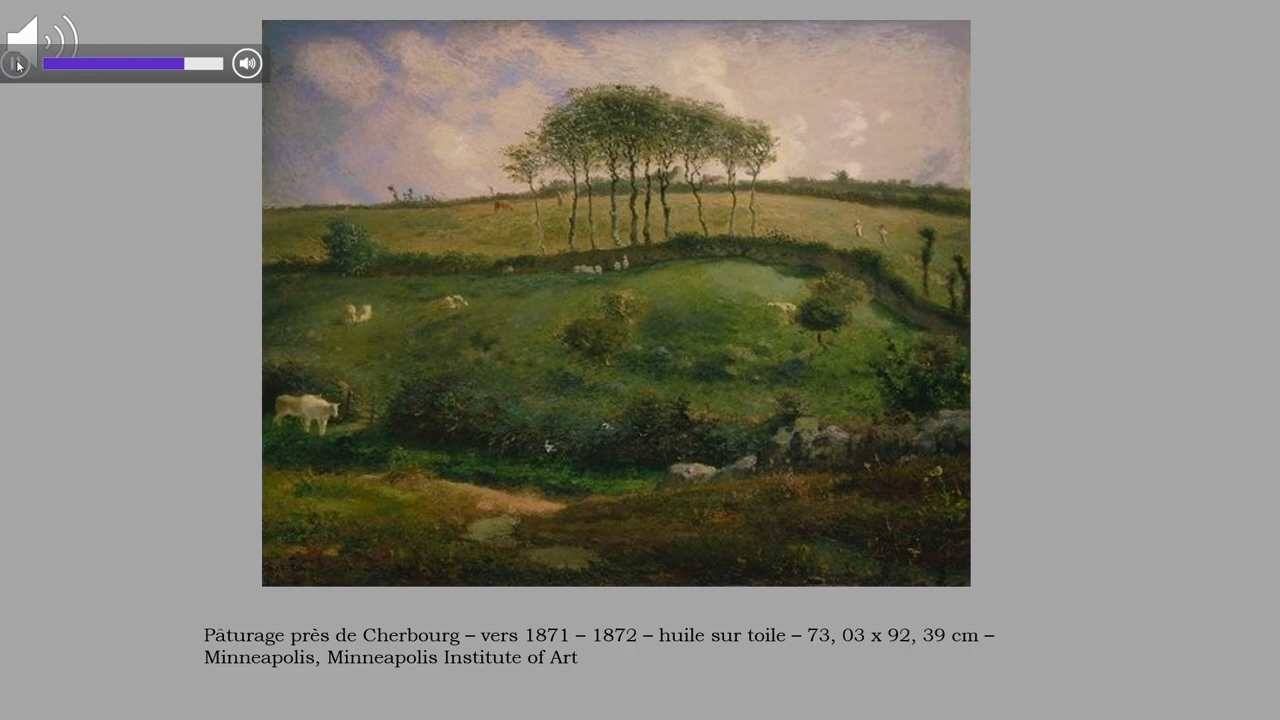 Pâturage près de Cherbourg – vers 1871 – 1872 – huile sur toile – 73, 03 x 92, 39 cm –
Minneapolis, Minneapolis Institute of Art